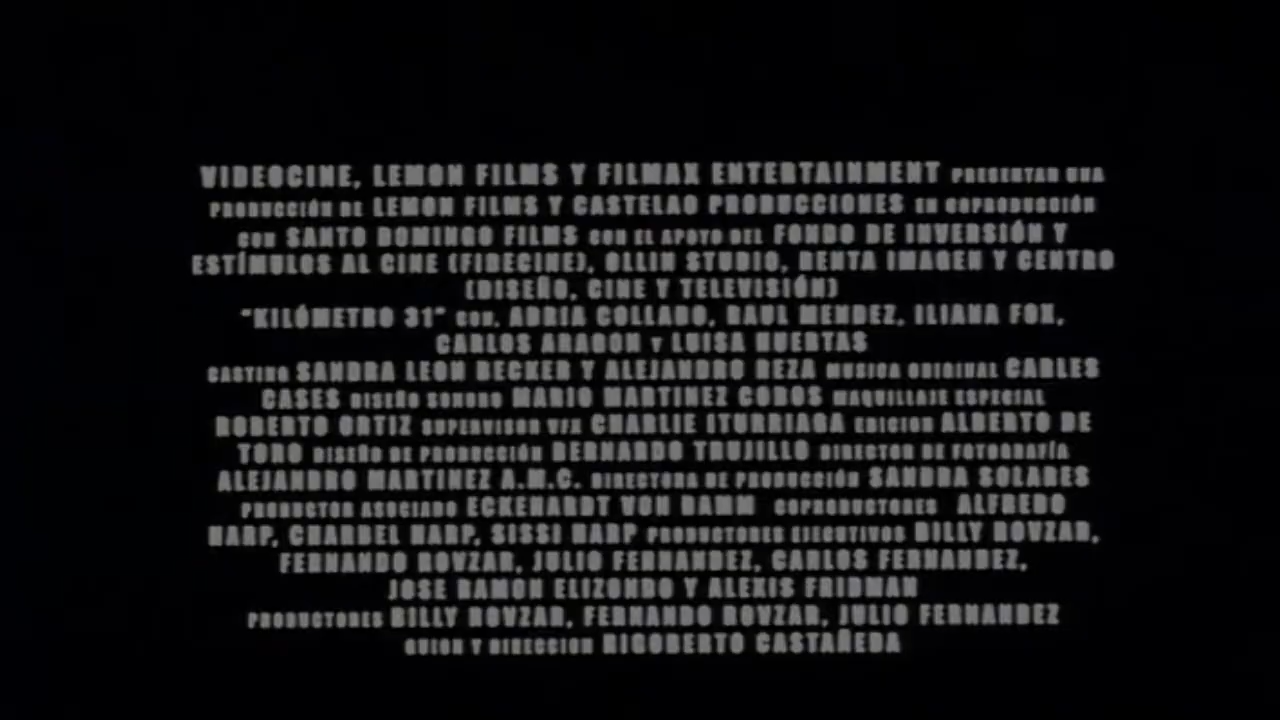 VIDEOCINE, LEMON FILMS Y FILMAX ENTERTAINMENT PRESENTAN UNA
PRODUCCIÓN DE LEMON FILMS Y CASTELAO PRODUCCIONES EN COPRODUCCIÓN
CON SANTO DOMINGO FILMS CON EL APOYO DEL FONDO DE INVERSIÓN Y
ESTÍMULOS AL CINE (FIDECINE), OLLIN STUDIO, RENTA IMAGEN Y CENTRO
(DISEÑO, CINE Y TELEVISIÓN)
"KILÓMETRO 31" CON. ADRIA COLLADO, RAUL MENDEZ, ILIANA FOX,
CARLOS ARAGON Y LUISA HUERTAS
CASTING SANDRA LEON BECKER Y ALEJANDRO REZA MUSICA ORIGINAL CARLES
CASES DISEÑO SONORO MARIO MARTINEZ COBOS MAQUILLAJE ESPECIAL
ROBERTO ORTIZ SUPERVISOR VFX CHARLIE ITURRIAGA EDICION ALBERTO DE
TORO DISEÑO DE PRODUCCIÓN BERNARDO TRUJILLO DIRECTOR DE FOTOGRAFÍA
ALEJANDRO MARTINEZ A.M.C. DIRECTORA DE PRODUCCIÓN SANDRA SOLARES
PRODUCTOR ASOCIADO ECKEHARDT VON DAMM COPRODUCTORES ALFREDO
HARP, CHARBEL HARP, SISSI HARP PRODUCTORES EJECUTIVOS BILLY ROVZAR,
FERNANDO ROVZAR, JULIO FERNANDEZ, CARLOS FERNANDEZ,
JOSE RAMON ELIZONDO Y ALEXIS FRIDMAN
PRODUCTORES BILLY ROVZAR, FERNANDO ROVZAR, JULIO FERNANDEZ
GUION Y DIRECCION RIGOBERTO CASTAÑEDA